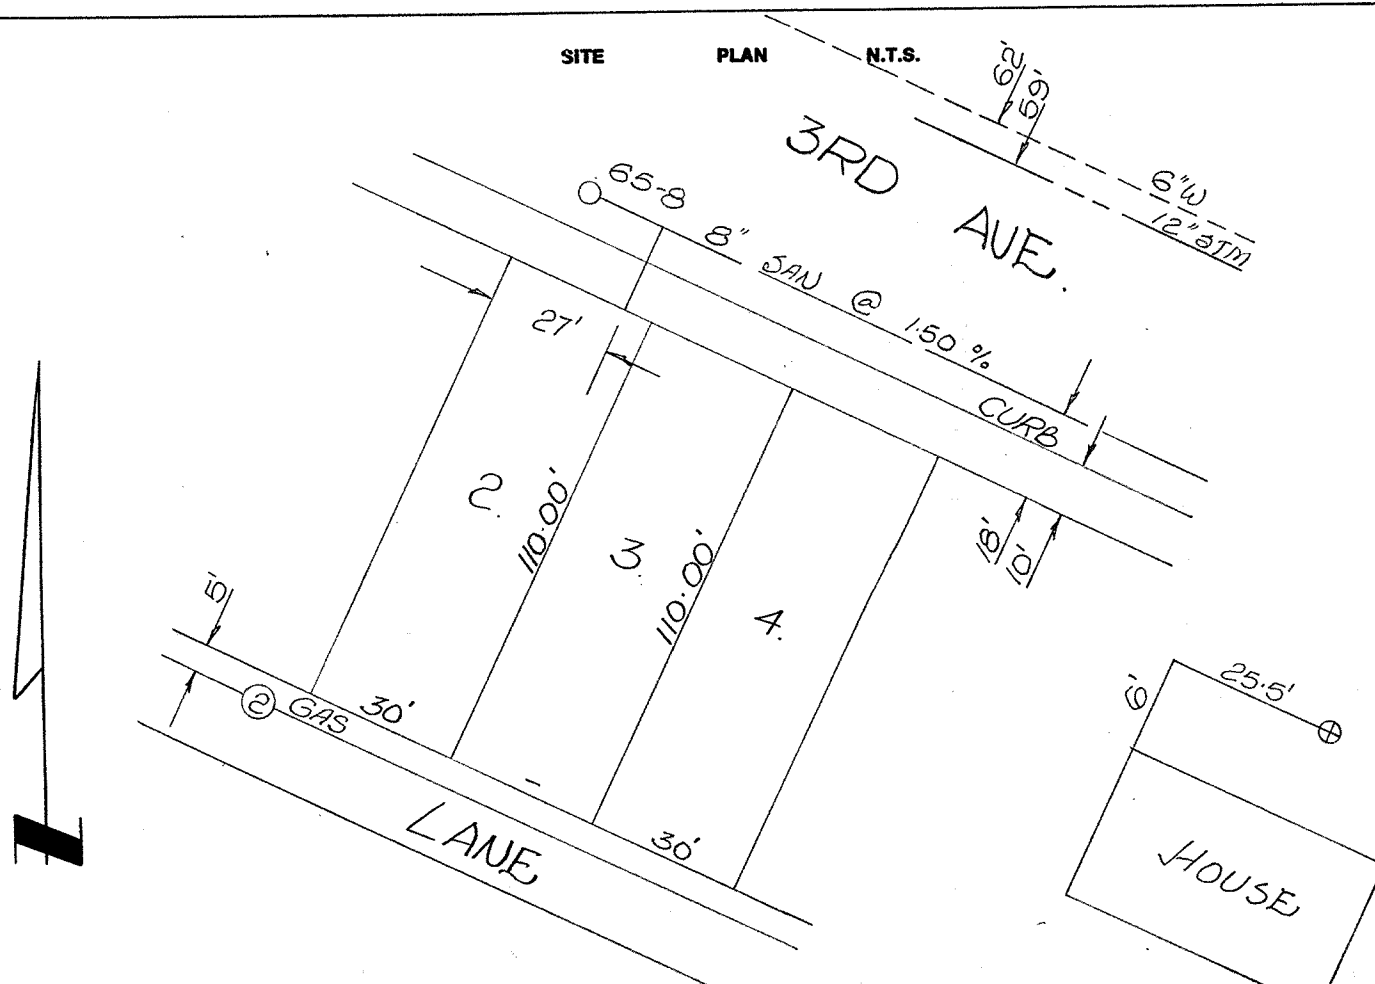 SITE PLAN N.T.S.
62'
59'
3RD AVE.
6"W
12" STM
65-8
8" SAN @ 1.50 %
CURB
27'
18'
10'
2.
110.00'
3.
110.00'
4.
5'
2 GAS
30'
30'
LANE
6'
25.5'
HOUSE